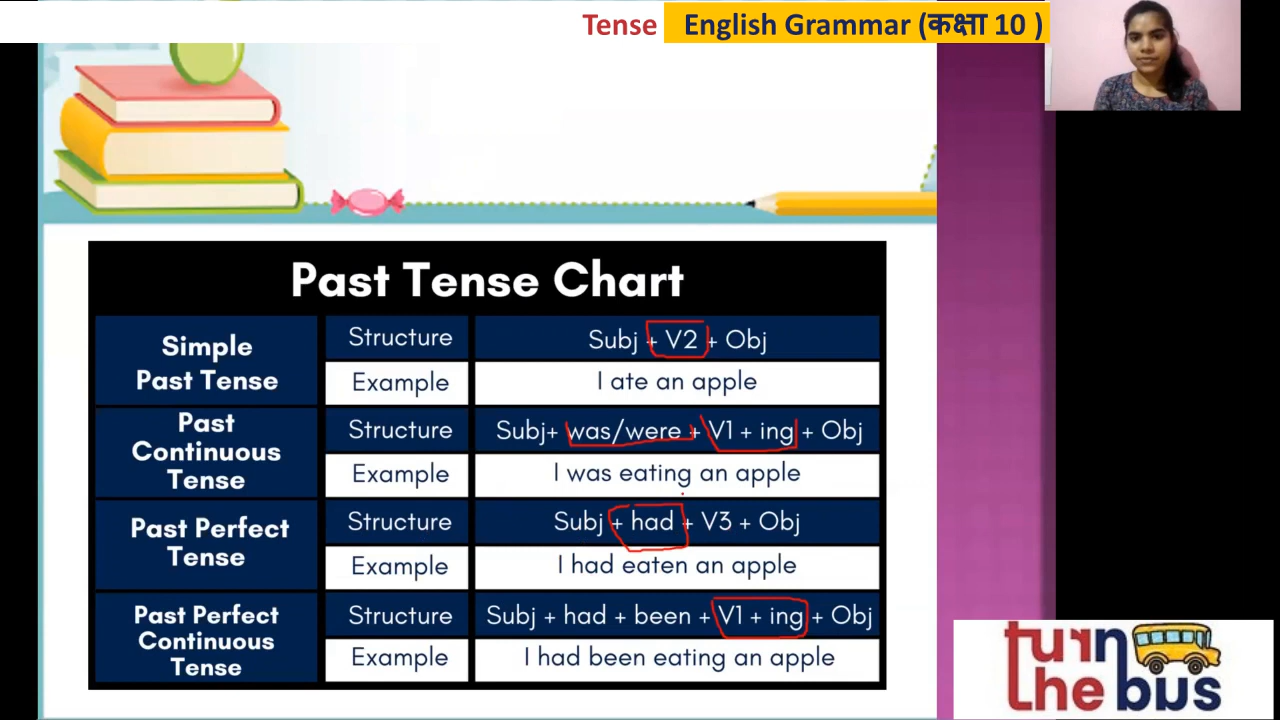 Tense English Grammar (कक्षा 10 )
Past Tense Chart
Simple
Past Tense
Structure
Subj + V2 + Obj
Example
I ate an apple
Past
Continuous
Tense
Structure
Subj+ was/were + V1 + ing + Obj
Example
I was eating an apple
Past Perfect
Tense
Structure
Subj + had + V3 + Obj
Example
I had eaten an apple
Past Perfect
Continuous
Tense
Structure
Subj + had + been + V1 + ing + Obj
Example
I had been eating an apple
turn
the bus